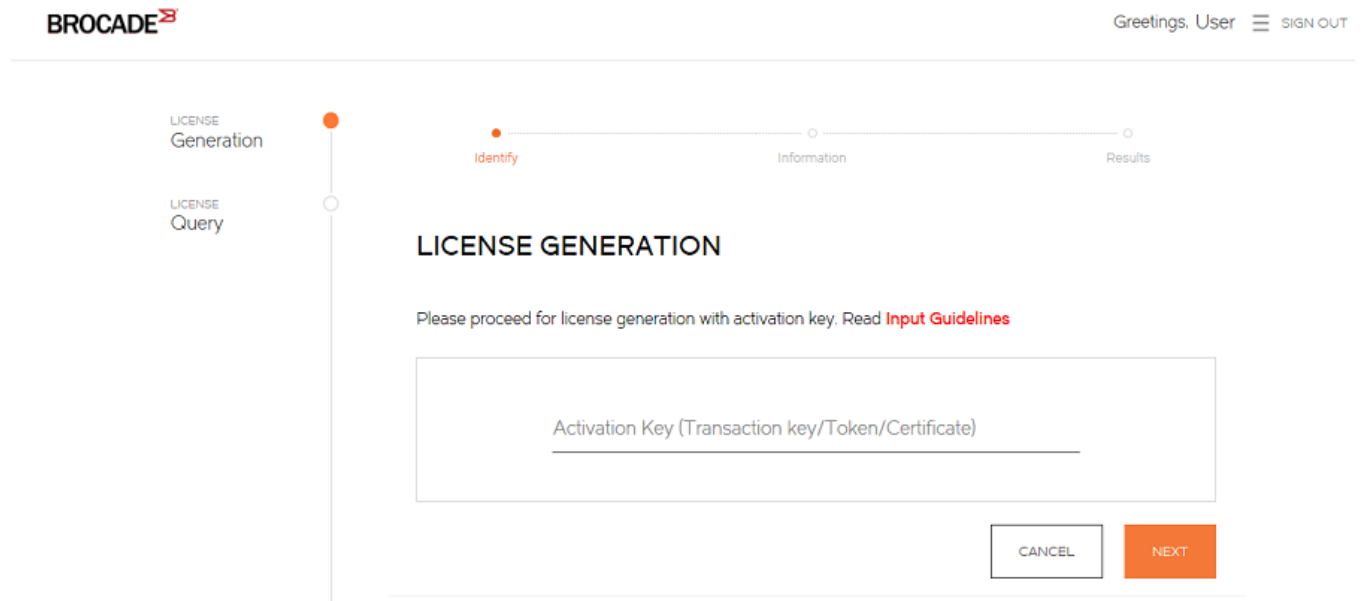 BROCADE
Greetings, User SIGN OUT
LICENSE
Generation
LICENSE
Query
Identify Information Results
LICENSE GENERATION
Please proceed for license generation with activation key. Read Input Guidelines
Activation Key (Transaction key/Token/Certificate)
CANCEL NEXT